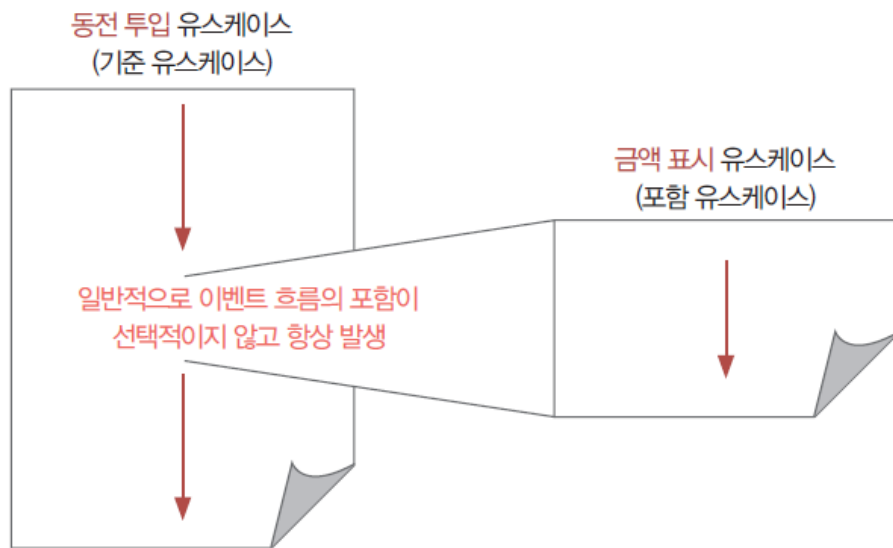 동전 투입 유스케이스
(기준 유스케이스)
금액 표시 유스케이스
(포함 유스케이스)
일반적으로 이벤트 흐름의 포함이
선택적이지 않고 항상 발생